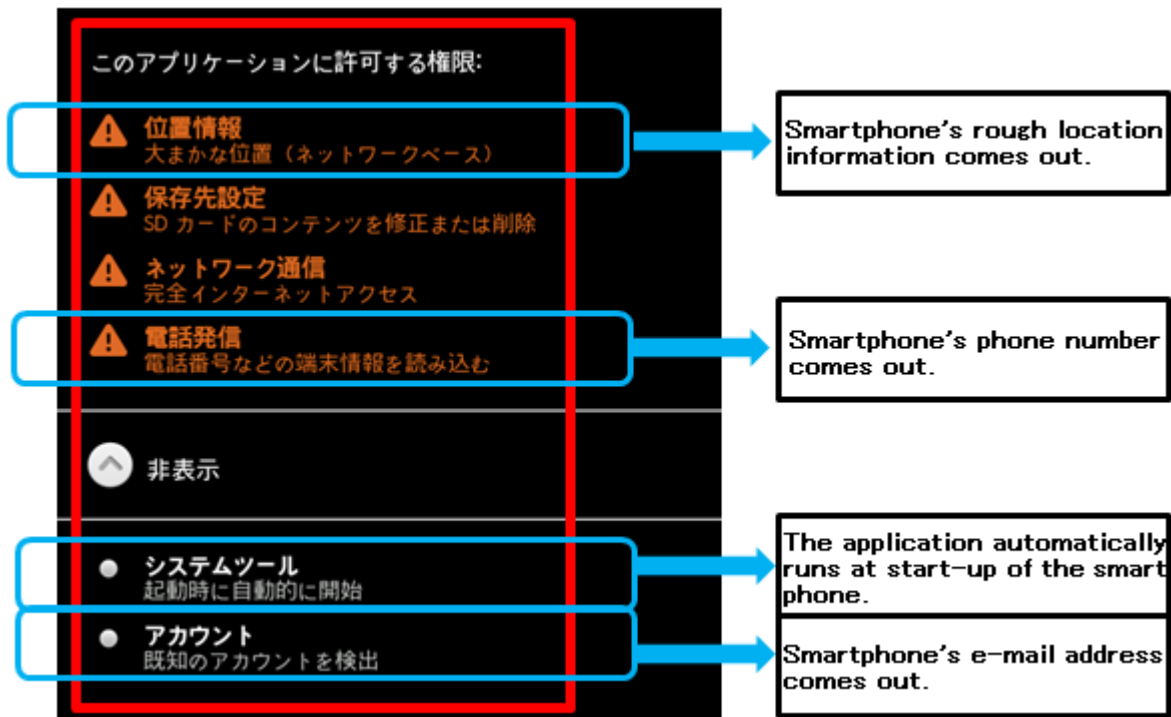 このアプリケーションに許可する権限:
位置情報
大まかな位置（ネットワークベース）
Smartphone's rough location
information comes out.
保存先設定
SD カードのコンテンツを修正または削除
ネットワーク通信
完全インターネットアクセス
電話発信
電話番号などの端末情報を読み込む
Smartphone's phone number
comes out.
非表示
システムツール
起動時に自動的に開始
The application automatically
runs at start-up of the smart
phone.
アカウント
既知のアカウントを検出
Smartphone's e-mail address
comes out.